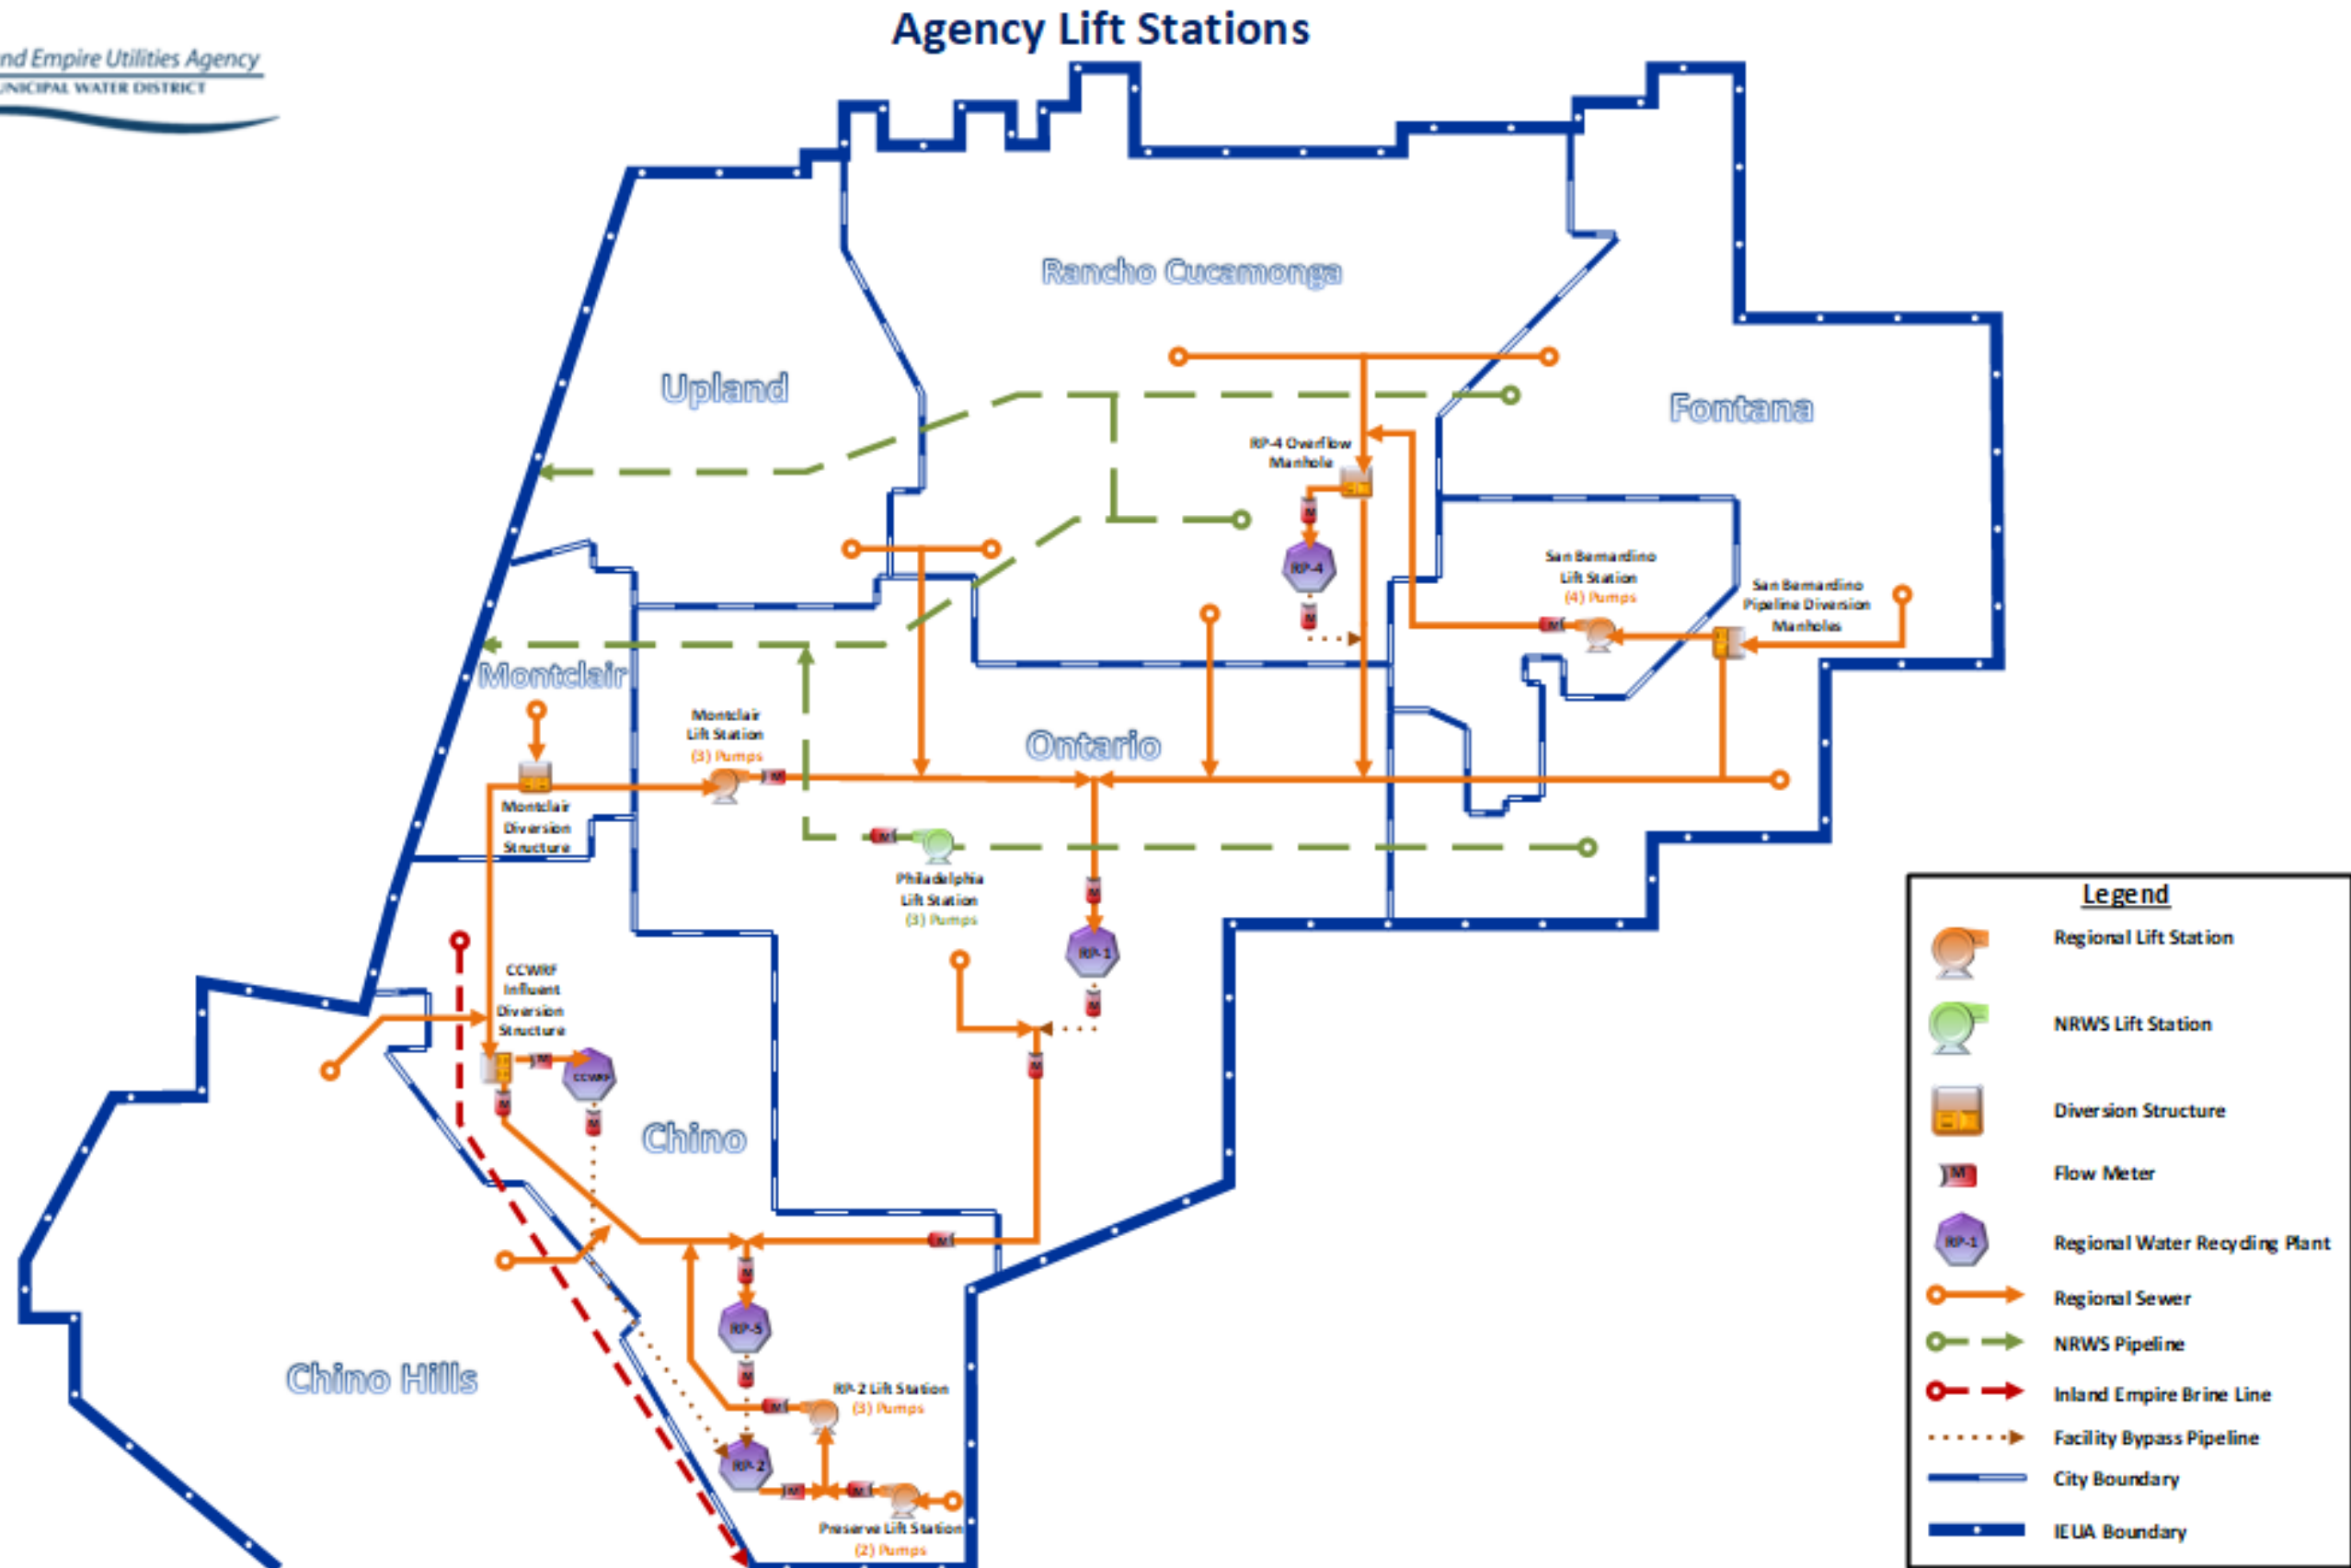 Agency Lift Stations
nd Empire Utilities Agency
UNICIPAL WATER DISTRICT
Rancho Cucamonga
Upland
Fontana
RP-4 Overflow
Manhole
M
RP-4
M
San Bernardino
Lift Station
(4) Pumps
M
San Bernardino
Pipeline Diversion
Manholes
Montclair
Montclair
Lift Station
(3) Pumps
M
Ontario
Montclair
Diversion
Structure
M
Philadelphia
Lift Station
(3) Pumps
M
RP-1
M
M
CCWRF
Influent
Diversion
Structure
M
CCWRF
M
M
Chino
M
M
RP-5
M
Chino Hills
RP-2 Lift Station
(3) Pumps
M
RP-2
M
M
Preserve Lift Station
(2) Pumps
Legend
Regional Lift Station
NRWS Lift Station
Diversion Structure
M
Flow Meter
RP-1
Regional Water Recycling Plant
Regional Sewer
NRWS Pipeline
Inland Empire Brine Line
Facility Bypass Pipeline
City Boundary
IEUA Boundary